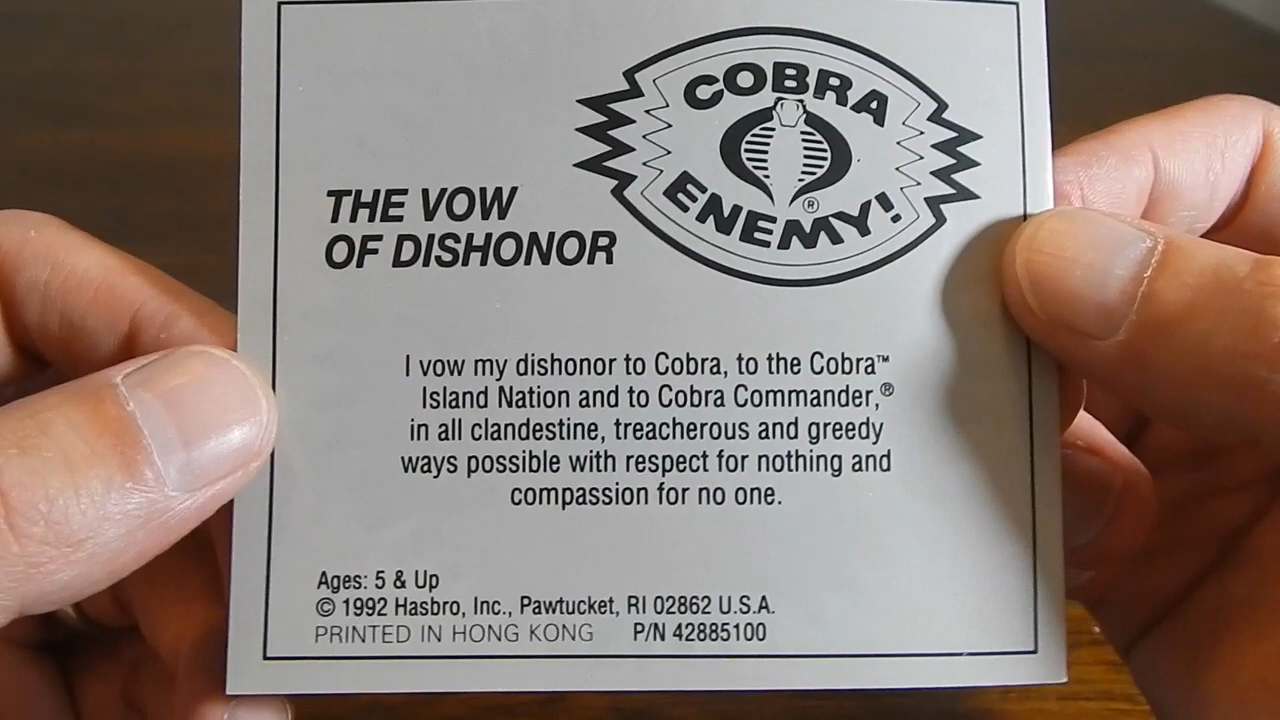 COBRA
ENEMY!
®
THE VOW
OF DISHONOR
I vow my dishonor to Cobra, to the Cobra™
Island Nation and to Cobra Commander,®
in all clandestine, treacherous and greedy
ways possible with respect for nothing and
compassion for no one.
Ages: 5 & Up
© 1992 Hasbro, Inc., Pawtucket, RI 02862 U.S.A.
PRINTED IN HONG KONG P/N 42885100